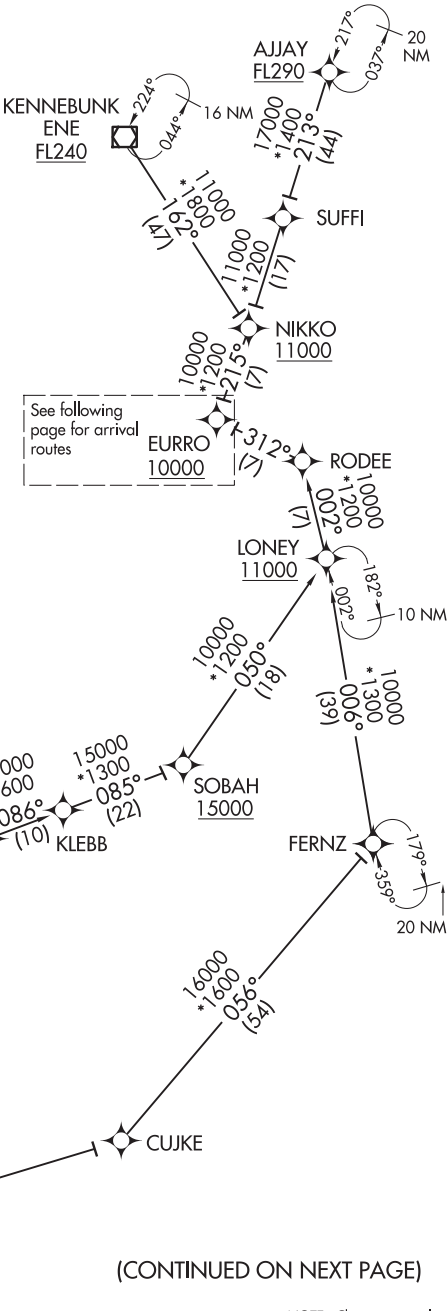 AJJAY
FL290
217°
037°
20
NM
KENNEBUNK
ENE
FL240
224°
044°
16 NM
17000
*1400
213°
(44)
SUFFI
11000
*1800
162°
(47)
11000
*1200
(17)
NIKKO
11000
10000
*1200
215°
(7)
See following
page for arrival
routes
EURRO
10000
312°
(7)
RODEE
10000
*1200
002°
(7)
LONEY
11000
182°
002°
10 NM
10000
*1200
050°
(18)
10000
*1300
006°
(39)
SOBAH
15000
15000
*1300
085°
(22)
000
600
086°
(10)
KLEBB
FERNZ
179°
359°
20 NM
16000
*1600
056°
(54)
CUJKE
(CONTINUED ON NEXT PAGE)